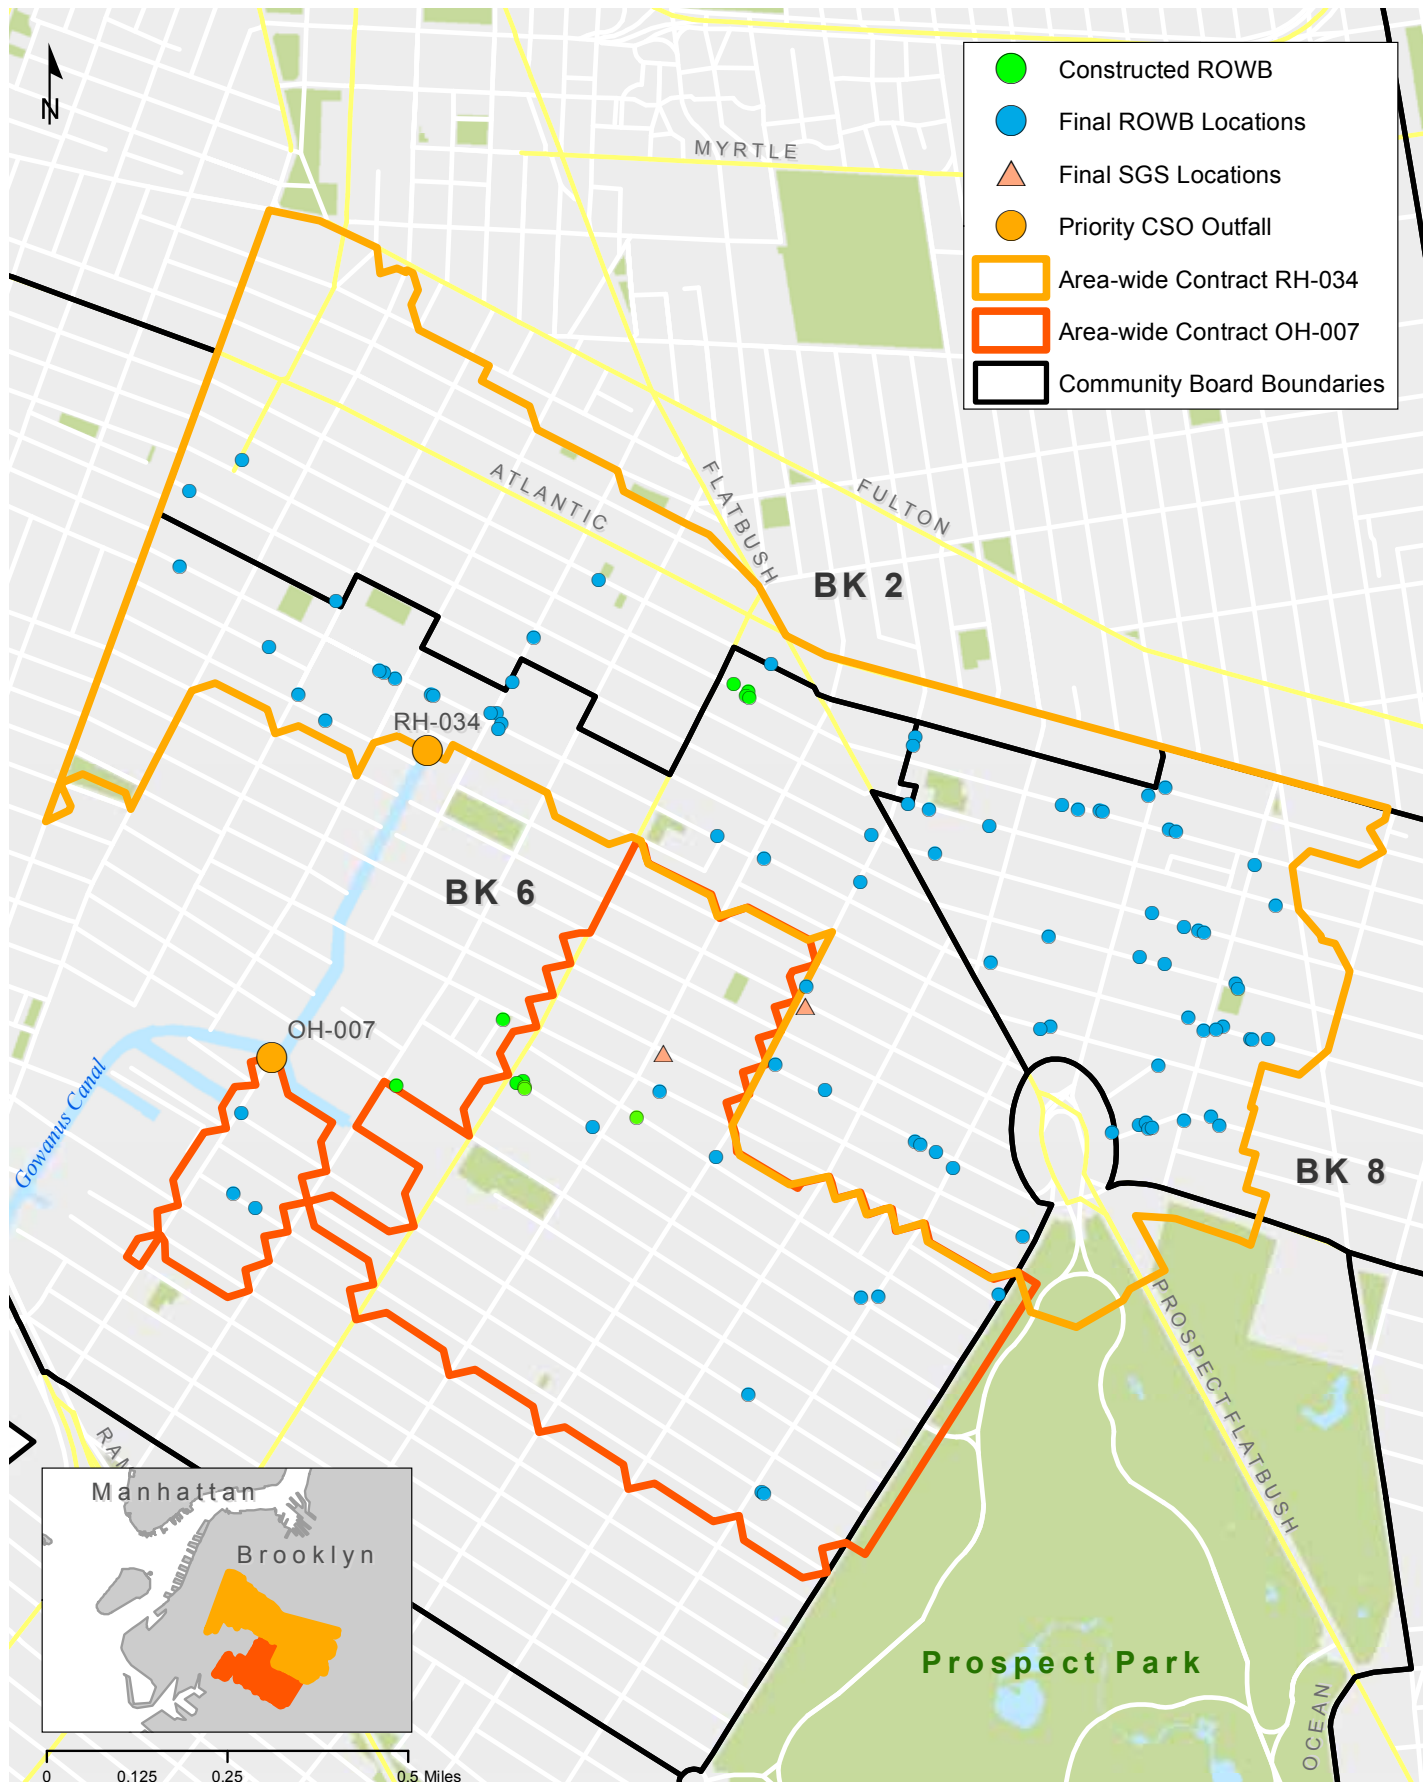 N
Constructed ROWB
Final ROWB Locations
Final SGS Locations
Priority CSO Outfall
Area-wide Contract RH-034
Area-wide Contract OH-007
Community Board Boundaries
MYRTLE
ATLANTIC
FLATBUSH
FULTON
BK 2
RH-034
BK 6
OH-007
Gowanus Canal
BK 8
PROSPECT FLATBUSH
RAM
Manhattan
Brooklyn
Prospect Park
OCEAN
0 0.125 0.25 0.5 Miles